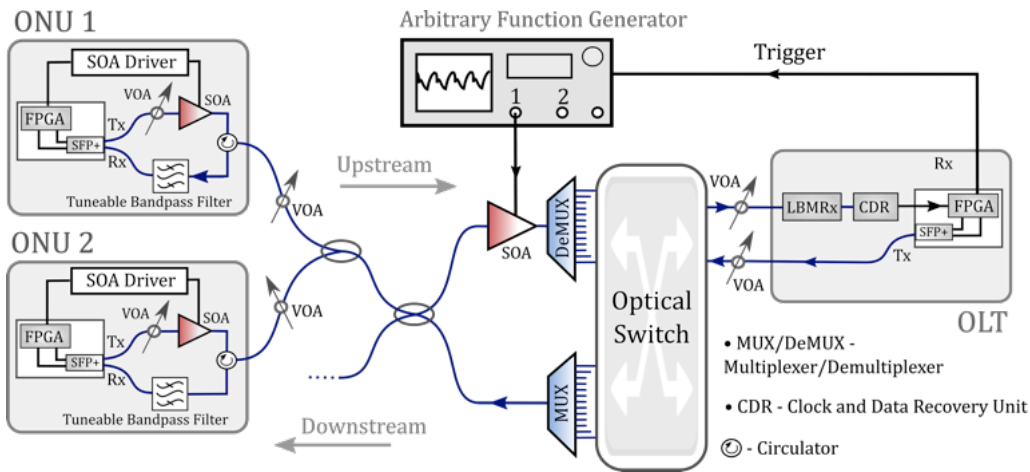 ONU 1
SOA Driver
VOA
SOA
FPGA
Tx
SFP+
Rx
Tuneable Bandpass Filter
ONU 2
SOA Driver
VOA
SOA
FPGA
Tx
SFP+
Rx
Tuneable Bandpass Filter
VOA
VOA
Upstream
Downstream
Arbitrary Function Generator
1
2
Trigger
SOA
DeMUX
MUX
Optical
Switch
VOA
VOA
Rx
LBMRx
CDR
FPGA
SFP+
Tx
OLT
• MUX/DeMUX -
Multiplexer/Demultiplexer
• CDR - Clock and Data Recovery Unit
- Circulator